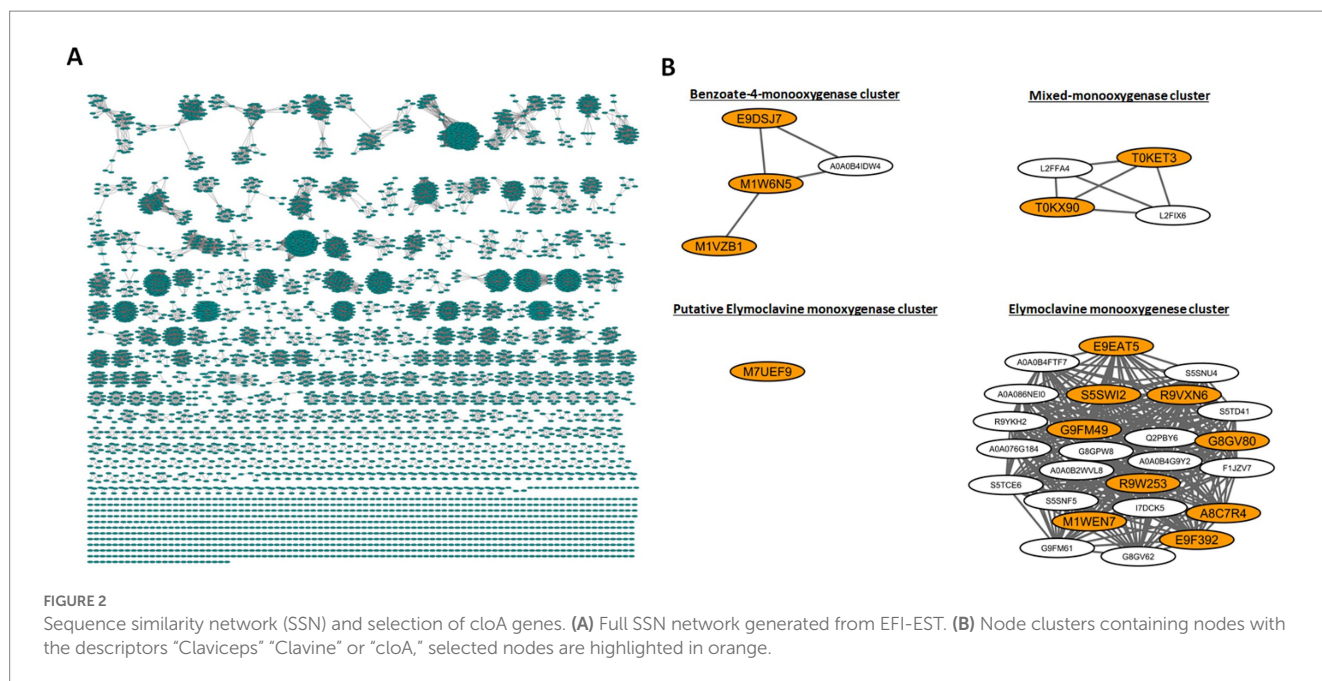 A
B
Benzoate-4-monooxygenase cluster
E9DSJ7
A0A0B4IDW4
M1W6N5
M1VZB1
Mixed-monooxygenase cluster
L2FFA4
T0KET3
T0KX90
L2FIX6
Putative Elymoclavine monoxygenase cluster
M7UEF9
Elymoclavine monooxygenese cluster
E9EAT5
A0A0B4FTF7
S5SNU4
A0A086NEI0
S5SWI2
R9VXN6
R9YKH2
S5TD41
G9FM49
Q2PBY6
G8GV80
A0A076G184
G8GPW8
A0A0B2WVL8
A0A0B4G9Y2
F1JZV7
S5TCE6
R9W253
S5SNF5
I7DCK5
A8C7R4
M1WEN7
E9F392
G9FM61
G8GV62
FIGURE 2
Sequence similarity network (SSN) and selection of cloA genes. (A) Full SSN network generated from EFI-EST. (B) Node clusters containing nodes with
the descriptors “Claviceps” “Clavine” or “cloA,” selected nodes are highlighted in orange.